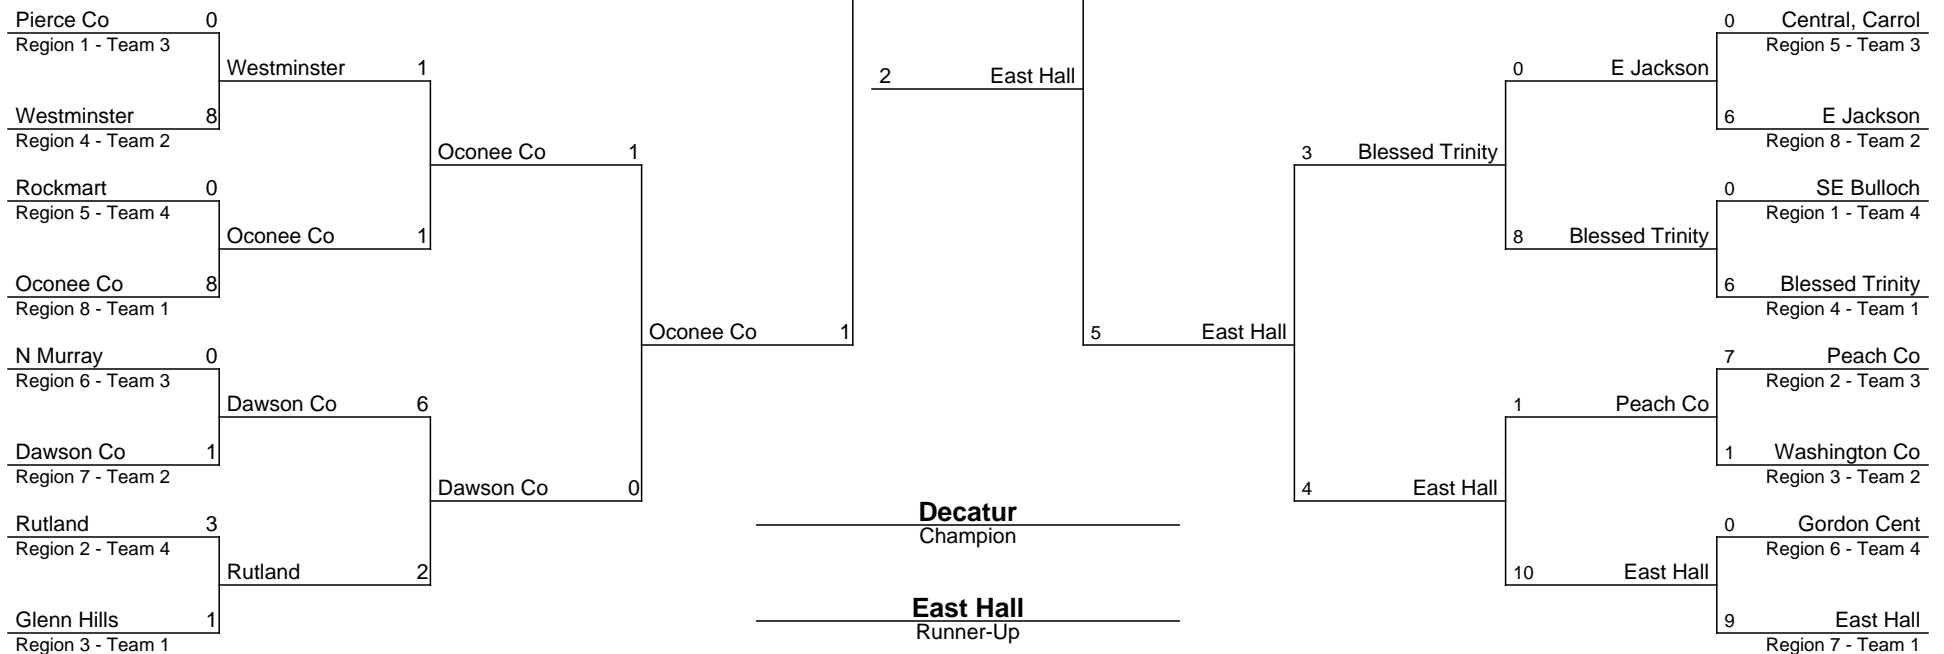 Pierce Co 0
Region 1 - Team 3
Westminster 1
Westminster 8
Region 4 - Team 2
Oconee Co 1
Rockmart 0
Region 5 - Team 4
Oconee Co 1
Oconee Co 8
Region 8 - Team 1
Oconee Co 1
N Murray 0
Region 6 - Team 3
Dawson Co 6
Dawson Co 1
Region 7 - Team 2
Dawson Co 0
Rutland 3
Region 2 - Team 4
Rutland 2
Glenn Hills 1
Region 3 - Team 1
2 East Hall
Decatur
Champion
East Hall
Runner-Up
0 Central, Carrol
Region 5 - Team 3
0 E Jackson
6 E Jackson
Region 8 - Team 2
3 Blessed Trinity
0 SE Bulloch
Region 1 - Team 4
8 Blessed Trinity
6 Blessed Trinity
Region 4 - Team 1
5 East Hall
7 Peach Co
Region 2 - Team 3
1 Peach Co
1 Washington Co
Region 3 - Team 2
4 East Hall
0 Gordon Cent
Region 6 - Team 4
10 East Hall
9 East Hall
Region 7 - Team 1